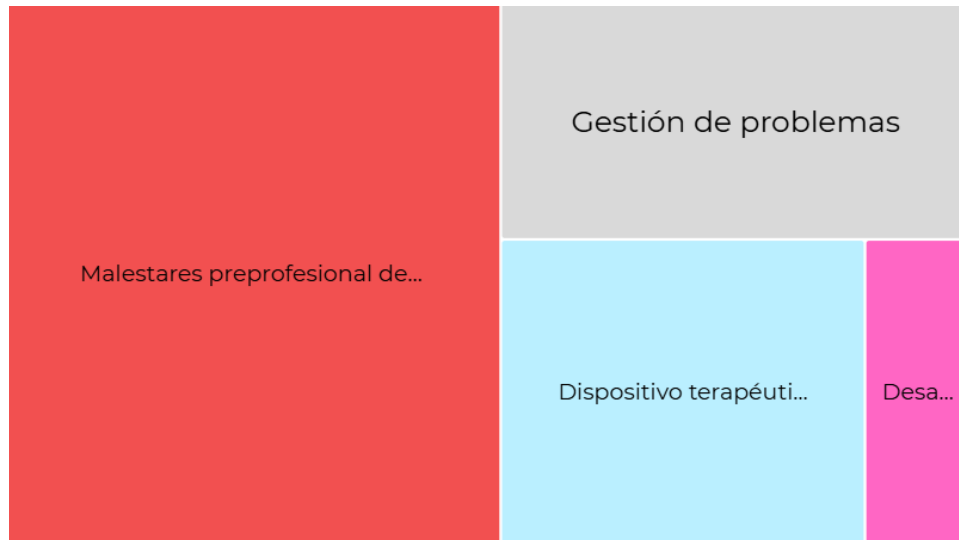 Gestión de problemas
Malestares preprofesional de...
Dispositivo terapéuti...
Desa...